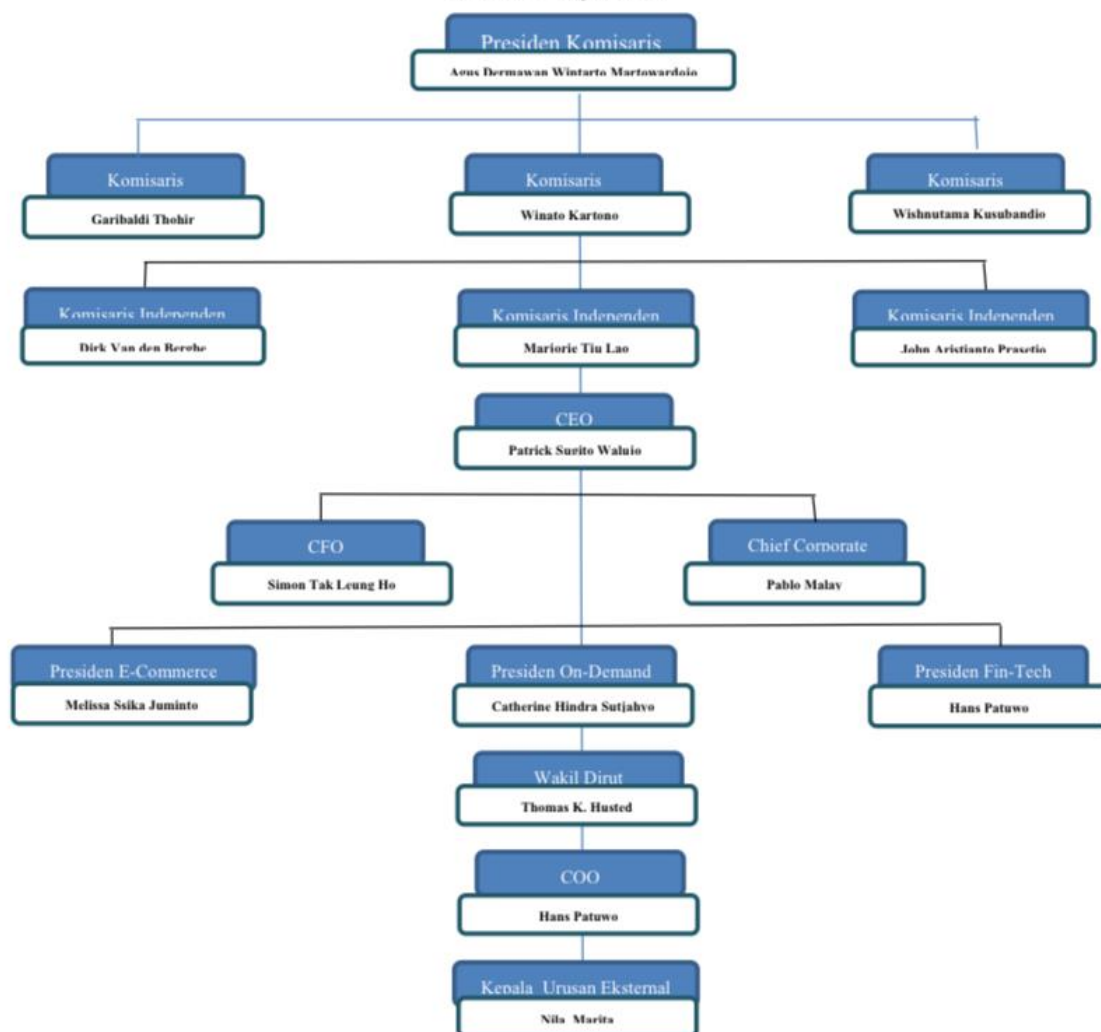 Presiden Komisaris
Agus Dermawan Wintarto Martowardojo
Komisaris
Garibaldi Thohir
Komisaris
Winato Kartono
Komisaris
Wishnutama Kusubandio
Komisaris Independen
Dirk Van den Berghe
Komisaris Independen
Marjorie Tiu Lao
Komisaris Independen
John Aristianto Prasetio
CEO
Patrick Sugito Walujo
CFO
Simon Tak Leung Ho
Chief Corporate
Pablo Malay
Presiden E-Commerce
Melissa Ssika Juminto
Presiden On-Demand
Catherine Hindra Sutjahyo
Presiden Fin-Tech
Hans Patuwo
Wakil Dirut
Thomas K. Husted
COO
Hans Patuwo
Kepala Urusan Eksternal
Nila Marita